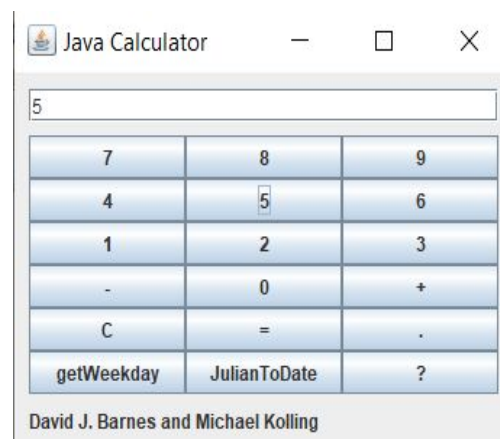 Java Calculator
5
7 8 9
4 5 6
1 2 3
- 0 +
C = .
getWeekday JulianToDate ?
David J. Barnes and Michael Kolling